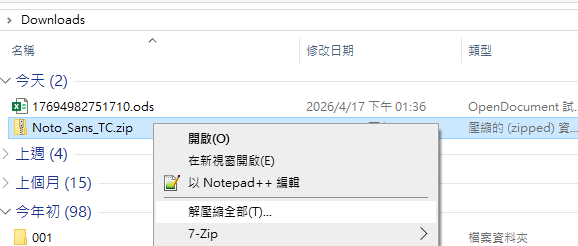 Downloads
名稱 修改日期 類型
今天 (2)
17694982751710.ods 2026/4/17 下午 01:36 OpenDocument 試...
Noto_Sans_TC.zip 壓縮的 (zipped) 資...
開啟(O)
上週 (4)
在新視窗開啟(E)
上個月 (15)
以 Notepad++ 編輯
今年初 (98)
解壓縮全部(T)...
001 檔案資料夾
7-Zip